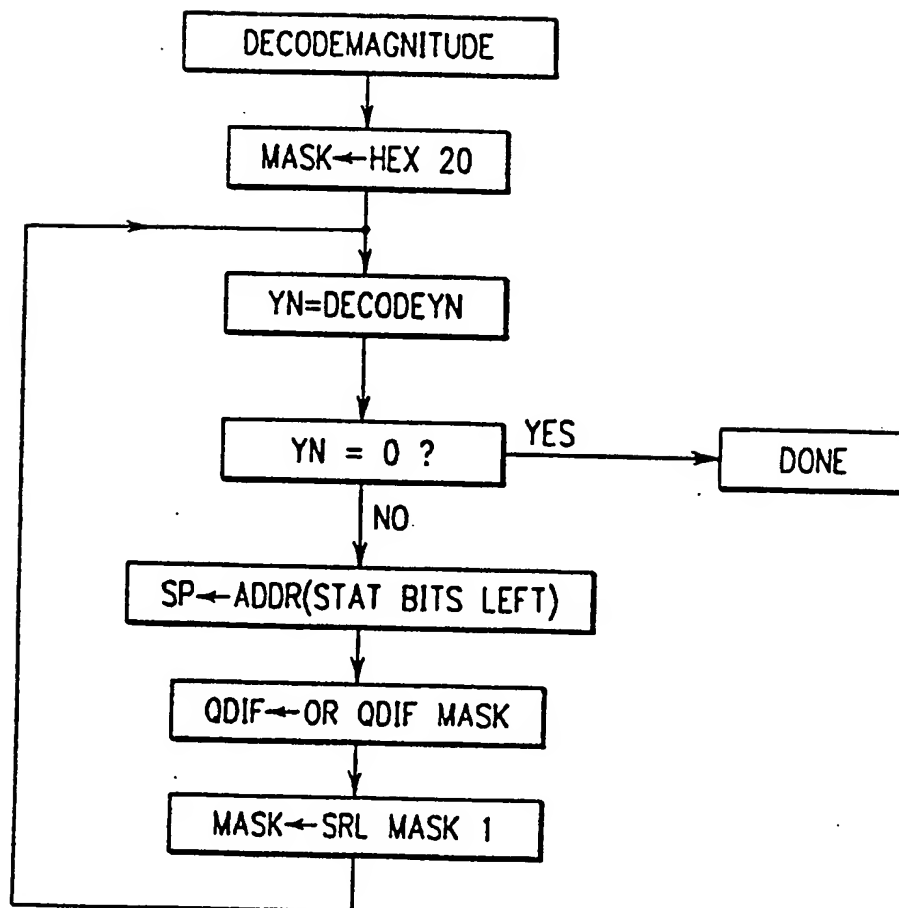 DECODEMAGNITUDE
MASK←HEX 20
YN=DECODEYN
YN = 0 ?
YES
DONE
NO
SP←ADDR(STAT BITS LEFT)
QDIF←OR QDIF MASK
MASK←SRL MASK 1